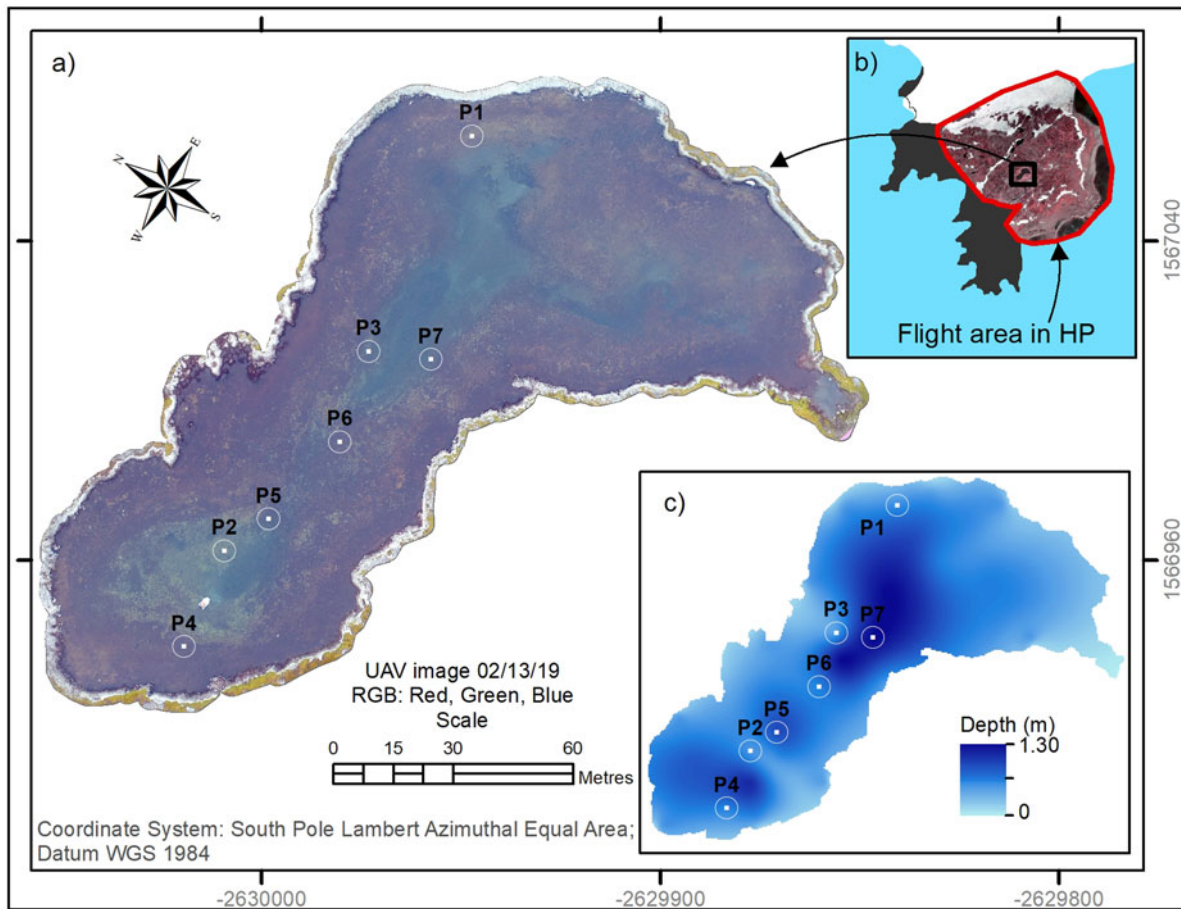 a)
P1
N
E
W
S
P3
P7
P6
P5
P2
P4
UAV image 02/13/19
RGB: Red, Green, Blue
Scale
0 15 30 60
Metres
Coordinate System: South Pole Lambert Azimuthal Equal Area;
Datum WGS 1984
b)
Flight area in HP
c)
P1
P3
P7
P6
P5
P2
P4
Depth (m)
1.30
0
1567040
1566960
-2630000
-2629900
-2629800